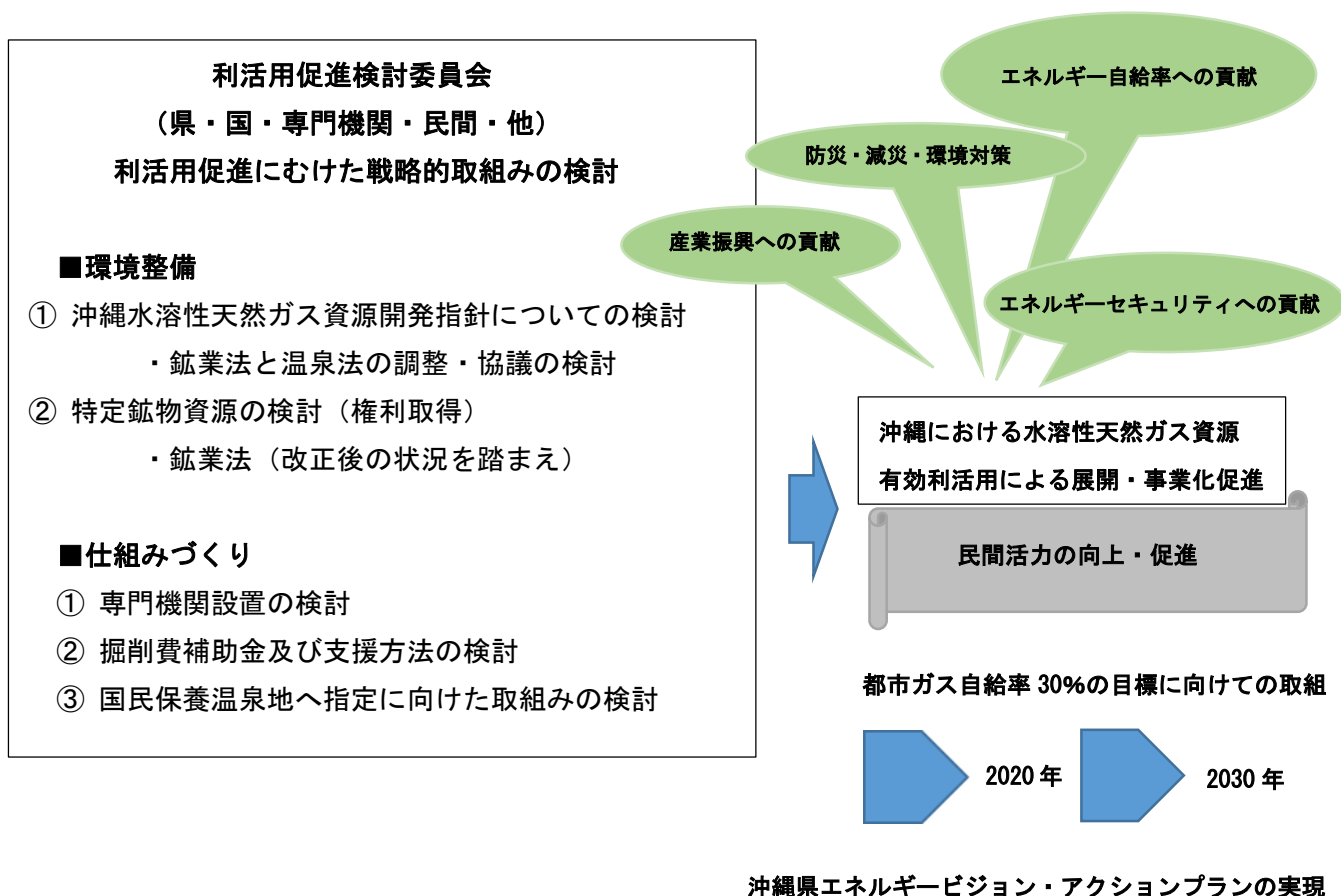 利活用促進検討委員会
（県・国・専門機関・民間・他）
利活用促進にむけた戦略的取組みの検討
■環境整備
① 沖縄水溶性天然ガス資源開発指針についての検討
・鉱業法と温泉法の調整・協議の検討
② 特定鉱物資源の検討（権利取得）
・鉱業法（改正後の状況を踏まえ）
■仕組みづくり
① 専門機関設置の検討
② 掘削費補助金及び支援方法の検討
③ 国民保養温泉地へ指定に向けた取組みの検討
エネルギー自給率への貢献
防災・減災・環境対策
産業振興への貢献
エネルギーセキュリティへの貢献
沖縄における水溶性天然ガス資源
有効利活用による展開・事業化促進
民間活力の向上・促進
都市ガス自給率 30%の目標に向けての取組
2020 年
2030 年
沖縄県エネルギービジョン・アクションプランの実現